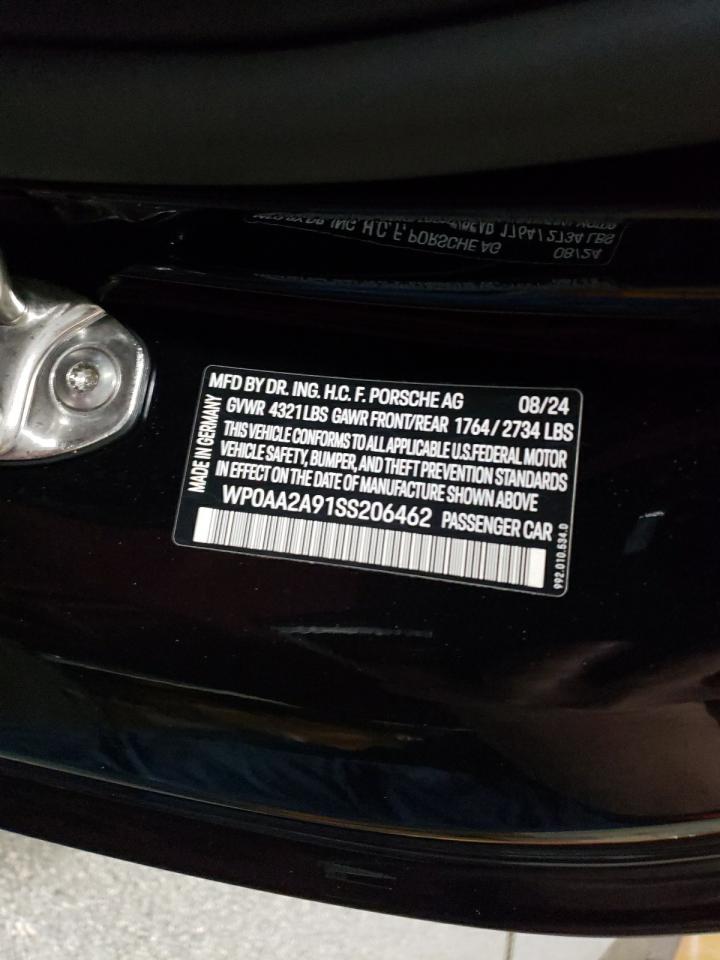 MFD BY DR. ING. H.C. F. PORSCHE AG 08/24
GVWR 4321 LBS GAWR FRONT/REAR 1764 / 2734 LBS
THIS VEHICLE CONFORMS TO ALL APPLICABLE U.S. FEDERAL MOTOR
VEHICLE SAFETY, BUMPER, AND THEFT PREVENTION STANDARDS
IN EFFECT ON THE DATE OF MANUFACTURE SHOWN ABOVE
WP0AA2A91SS206462 PASSENGER CAR
MADE IN GERMANY
992.010.534.D